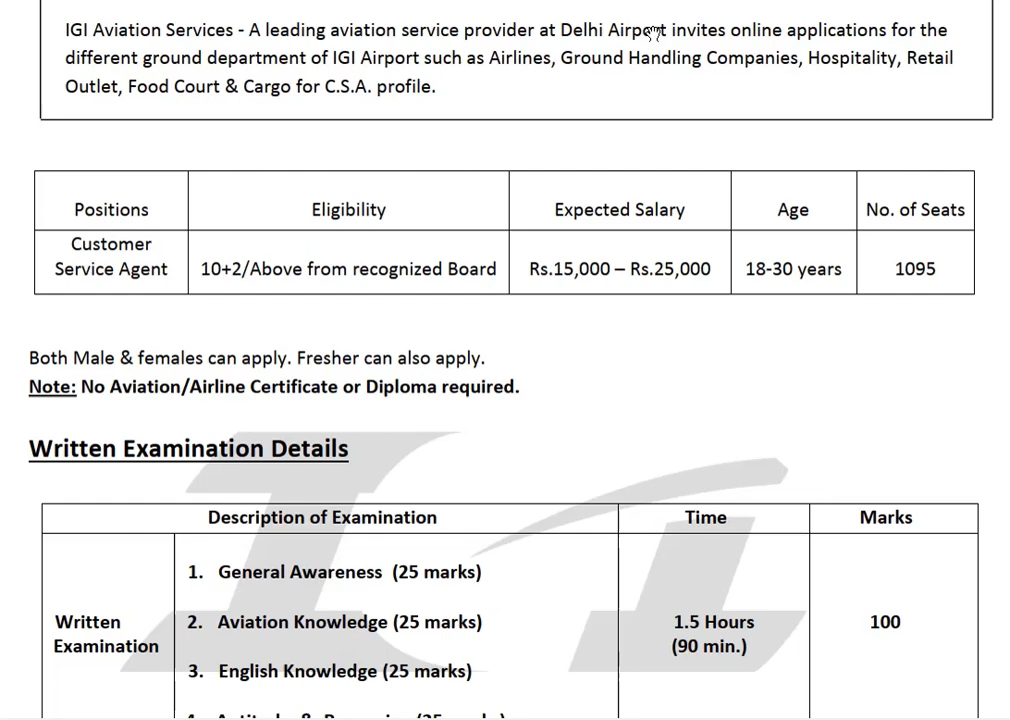 IGI Aviation Services - A leading aviation service provider at Delhi Airport invites online applications for the
different ground department of IGI Airport such as Airlines, Ground Handling Companies, Hospitality, Retail
Outlet, Food Court & Cargo for C.S.A. profile.
Positions Eligibility Expected Salary Age No. of Seats
Customer
Service Agent 10+2/Above from recognized Board Rs.15,000 – Rs.25,000 18-30 years 1095
Both Male & females can apply. Fresher can also apply.
Note: No Aviation/Airline Certificate or Diploma required.
Written Examination Details
Description of Examination Time Marks
1. General Awareness (25 marks)
Written 2. Aviation Knowledge (25 marks) 1.5 Hours 100
Examination (90 min.)
3. English Knowledge (25 marks)